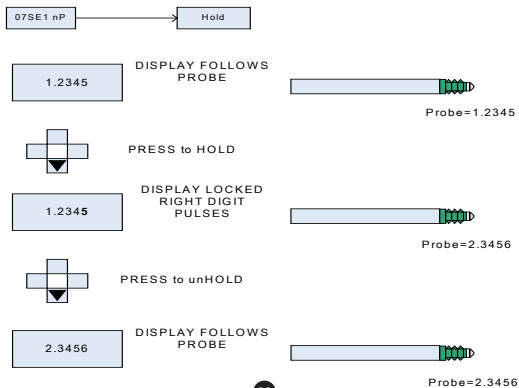 07SE1 nP
Hold
DISPLAY FOLLOWS
PROBE
1.2345
Probe=1.2345
PRESS to HOLD
DISPLAY LOCKED
RIGHT DIGIT
PULSES
1.2345
Probe=2.3456
PRESS to unHOLD
DISPLAY FOLLOWS
PROBE
2.3456
Probe=2.3456